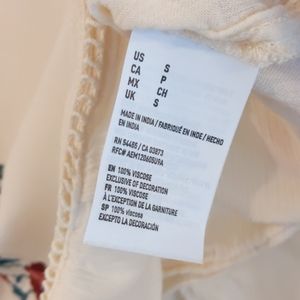 US S
CA P
MX CH
UK S
MADE IN INDIA / FABRIQUÉ EN INDE / HECHO
EN INDIA
RN 54485 / CA 03873
RFC# AEM120605U9A
EN 100% VISCOSE
EXCLUSIVE OF DECORATION
FR 100% VISCOSE
À L'EXCEPTION DE LA GARNITURE
SP 100% viscosa
EXCEPTO LA DECORACIÓN